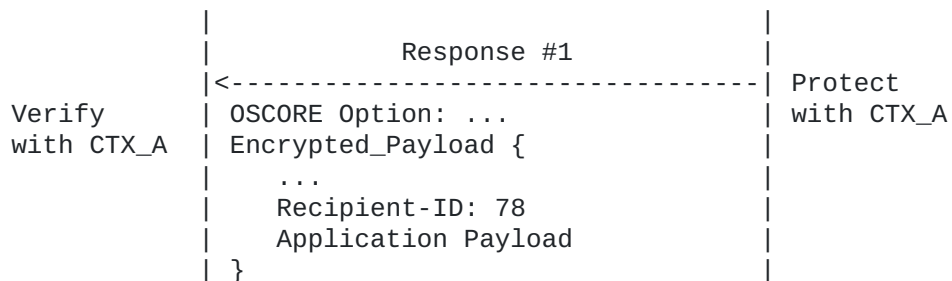 |                                   |
            |            Response #1            |
            |<----------------------------------| Protect
Verify      | OSCORE Option: ...                | with CTX_A
with CTX_A  | Encrypted_Payload {               |
            |    ...                            |
            |    Recipient-ID: 78               |
            |    Application Payload            |
            | }                                 |